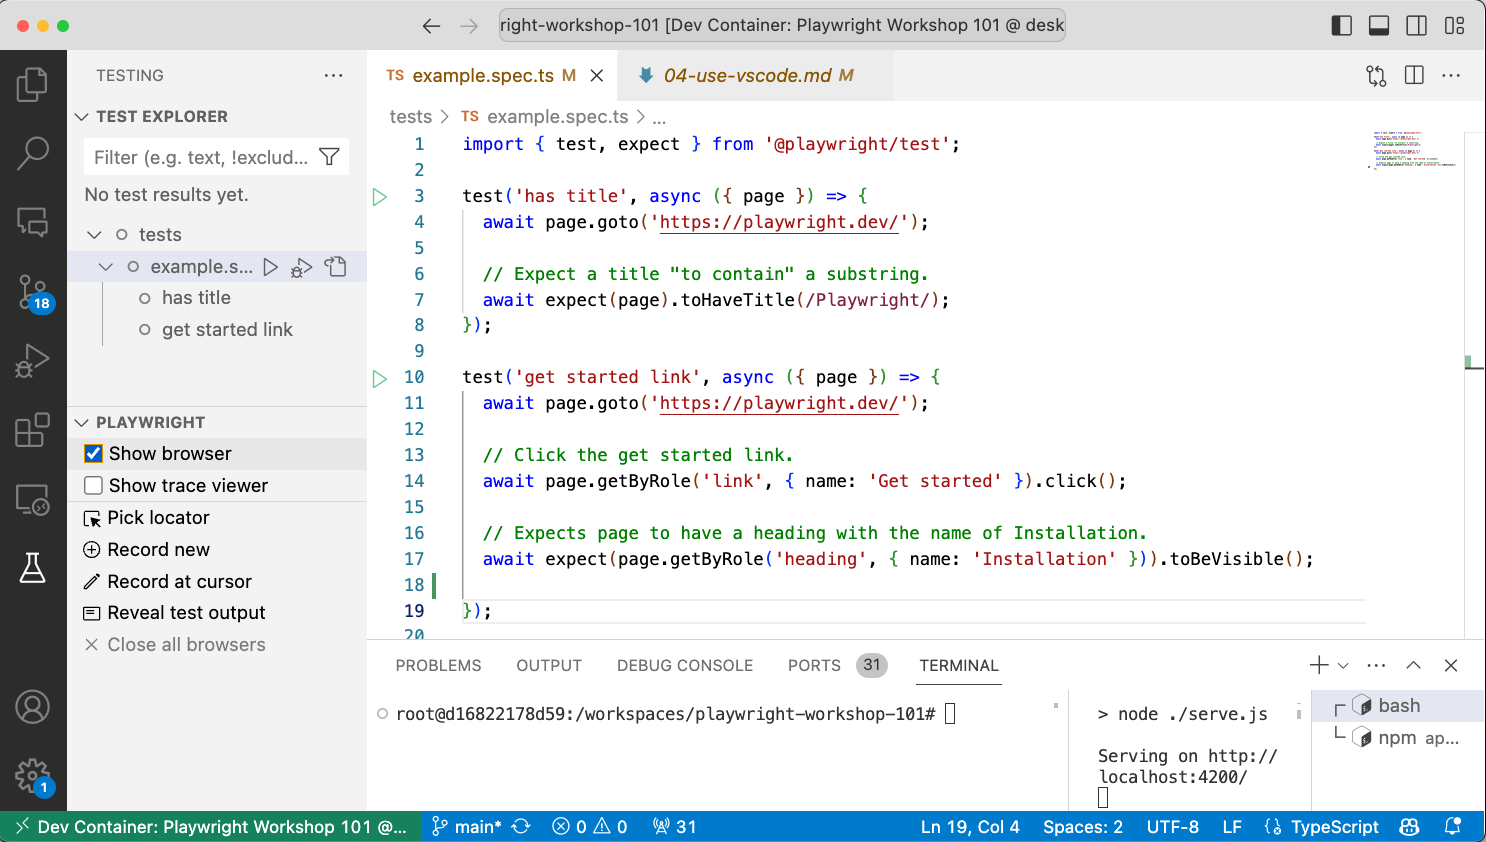 right-workshop-101 [Dev Container: Playwright Workshop 101 @ desk
TESTING
TEST EXPLORER
Filter (e.g. text, !exclud...
No test results yet.
tests
example.s...
has title
get started link
18
PLAYWRIGHT
Show browser
Show trace viewer
Pick locator
Record new
Record at cursor
Reveal test output
Close all browsers
1
TS example.spec.ts M
04-use-vscode.md M
tests > TS example.spec.ts > ...
1 import { test, expect } from '@playwright/test';
2
3 test('has title', async ({ page }) => {
4 await page.goto('https://playwright.dev/');
5
6 // Expect a title "to contain" a substring.
7 await expect(page).toHaveTitle(/Playwright/);
8 });
9
10 test('get started link', async ({ page }) => {
11 await page.goto('https://playwright.dev/');
12
13 // Click the get started link.
14 await page.getByRole('link', { name: 'Get started' }).click();
15
16 // Expects page to have a heading with the name of Installation.
17 await expect(page.getByRole('heading', { name: 'Installation' })).toBeVisible();
18
19 });
20
PROBLEMS OUTPUT DEBUG CONSOLE PORTS 31 TERMINAL
root@d16822178d59:/workspaces/playwright-workshop-101#
> node ./serve.js
Serving on http://
localhost:4200/
bash
npm ap...
Dev Container: Playwright Workshop 101 @... main* 0 0 31 Ln 19, Col 4 Spaces: 2 UTF-8 LF TypeScript